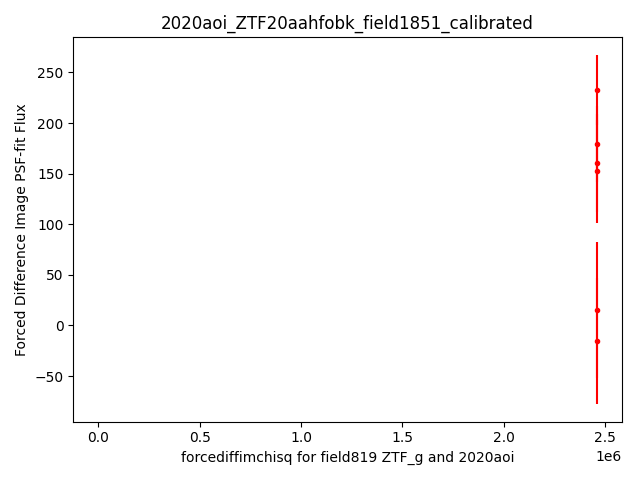 2020aoi_ZTF20aahfobk_field1851_calibrated
Forced Difference Image PSF-fit Flux
250
200
150
100
50
0
−50
0.0 0.5 1.0 1.5 2.0 2.5
1e6
forcediffimchisq for field819 ZTF_g and 2020aoi